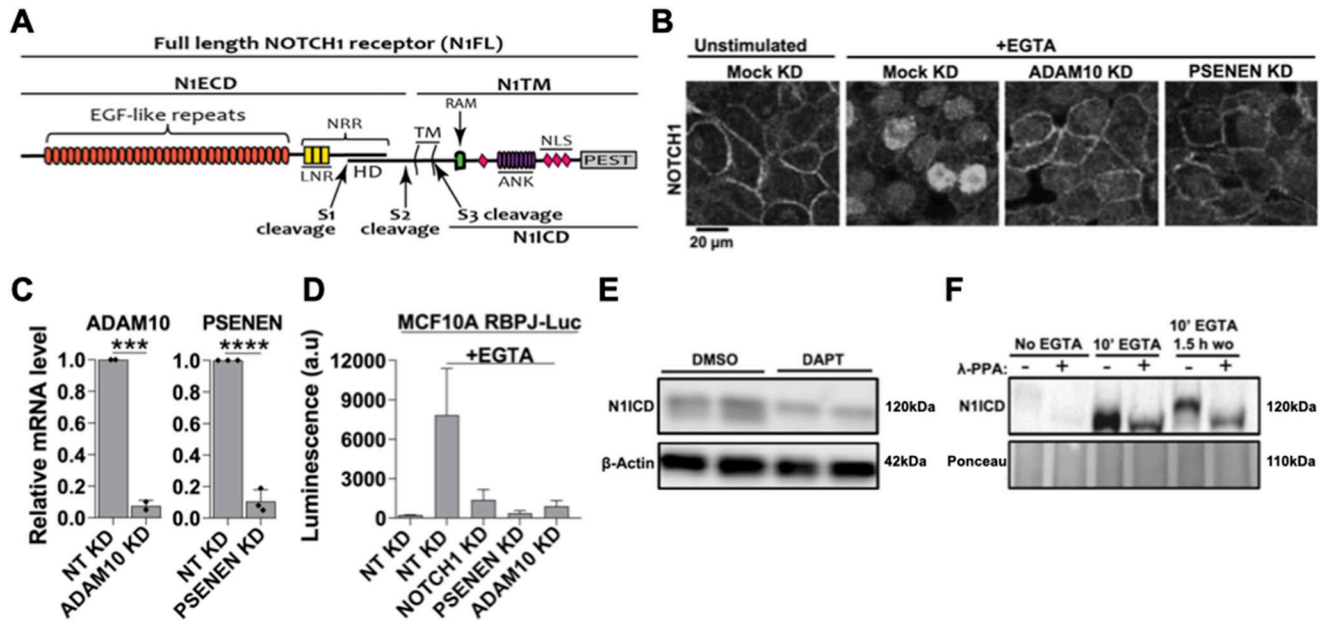 A
Full length NOTCH1 receptor (N1FL)
N1ECD
N1TM
EGF-like repeats
NRR
TM
RAM
NLS
LNR
HD
ANK
PEST
S1
cleavage
S2
cleavage
S3 cleavage
N1ICD
B
Unstimulated
+EGTA
Mock KD
Mock KD
ADAM10 KD
PSENEN KD
NOTCH1
20 µm
C
Relative mRNA level
ADAM10
***
1.0
0.8
0.6
0.4
0.2
0.0
NT KD
ADAM10 KD
PSENEN
****
1.0
0.8
0.6
0.4
0.2
0.0
NT KD
PSENEN KD
D
MCF10A RBPJ-Luc
+EGTA
Luminescence (a.u)
12000
9000
6000
3000
0
NT KD
NT KD
NOTCH1 KD
PSENEN KD
ADAM10 KD
E
DMSO
DAPT
N1ICD
120kDa
β-Actin
42kDa
F
No EGTA
10' EGTA
10' EGTA
1.5 h wo
λ-PPA:
-
+
-
+
-
+
N1ICD
120kDa
Ponceau
110kDa